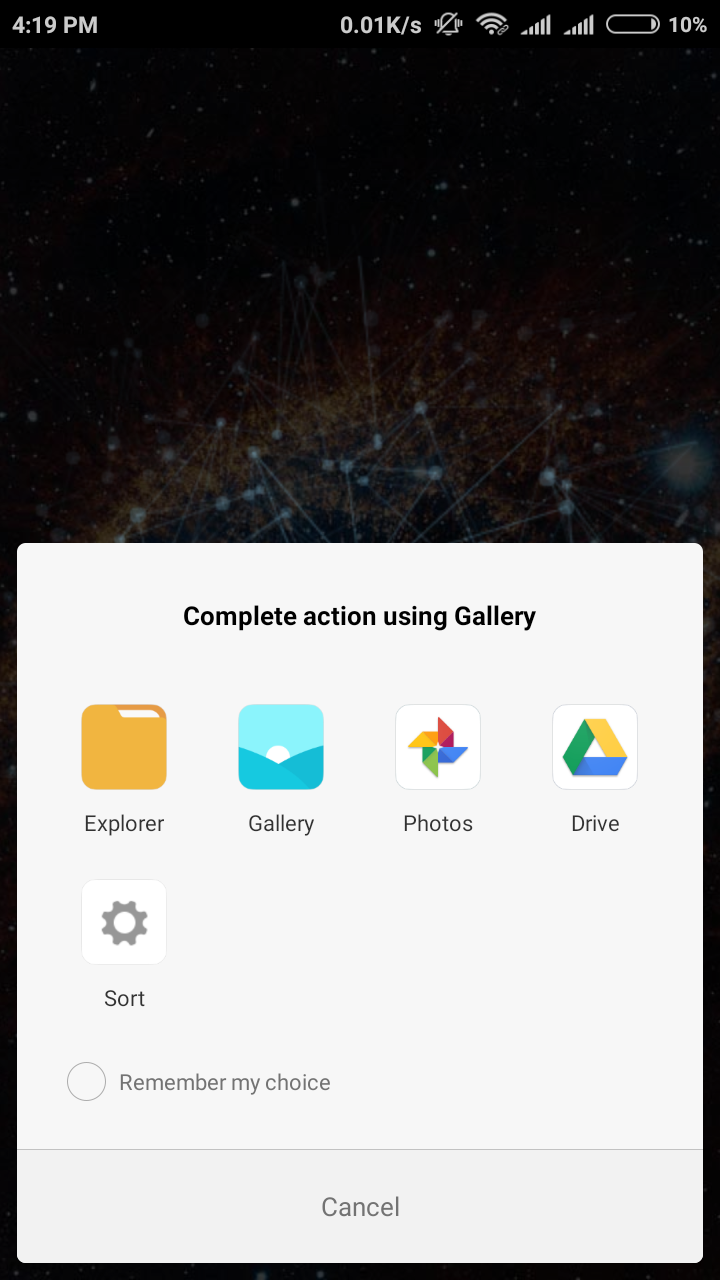 4:19 PM 0.01K/s 10%
Complete action using Gallery
Explorer Gallery Photos Drive
Sort
Remember my choice
Cancel